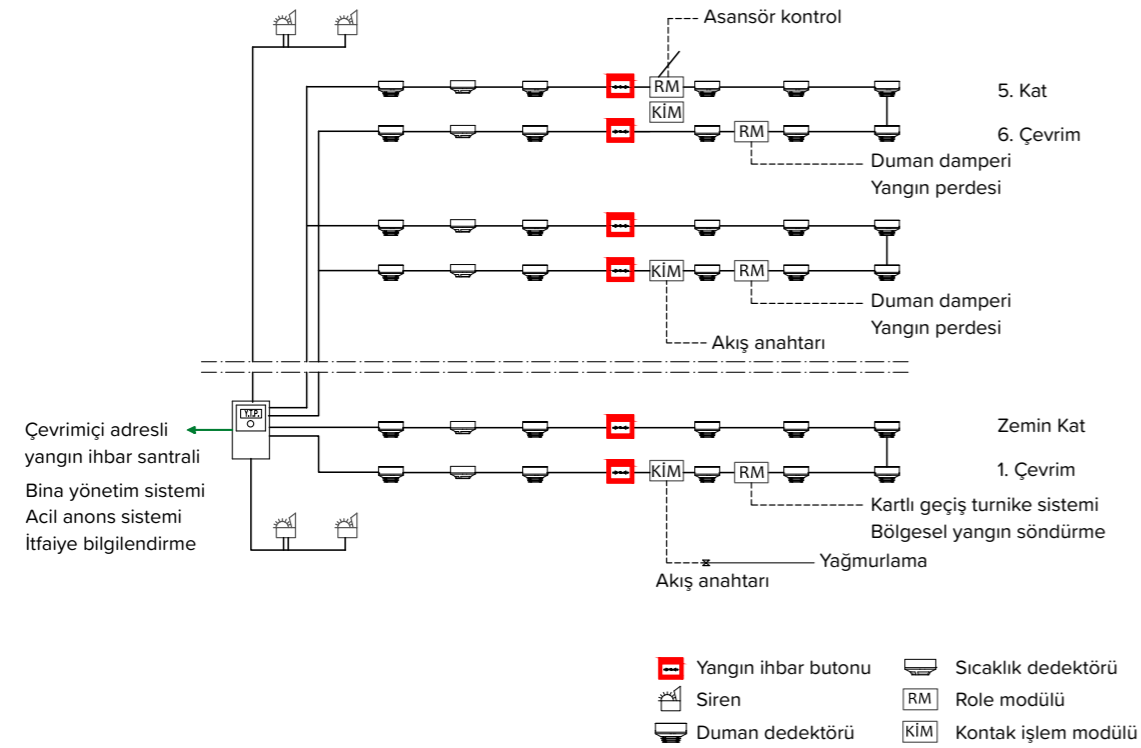 Asansör kontrol
RM
5. Kat
KİM
RM
6. Çevrim
Duman damperi
Yangın perdesi
KİM
RM
Duman damperi
Yangın perdesi
Akış anahtarı
Y.T.P.
Çevrimiçi adresli
yangın ihbar santrali
Bina yönetim sistemi
Acil anons sistemi
İtfaiye bilgilendirme
Zemin Kat
KİM
RM
1. Çevrim
Kartlı geçiş turnike sistemi
Bölgesel yangın söndürme
Yağmurlama
Akış anahtarı
Yangın ihbar butonu
Sıcaklık dedektörü
Siren
RM
Role modülü
Duman dedektörü
KİM
Kontak işlem modülü